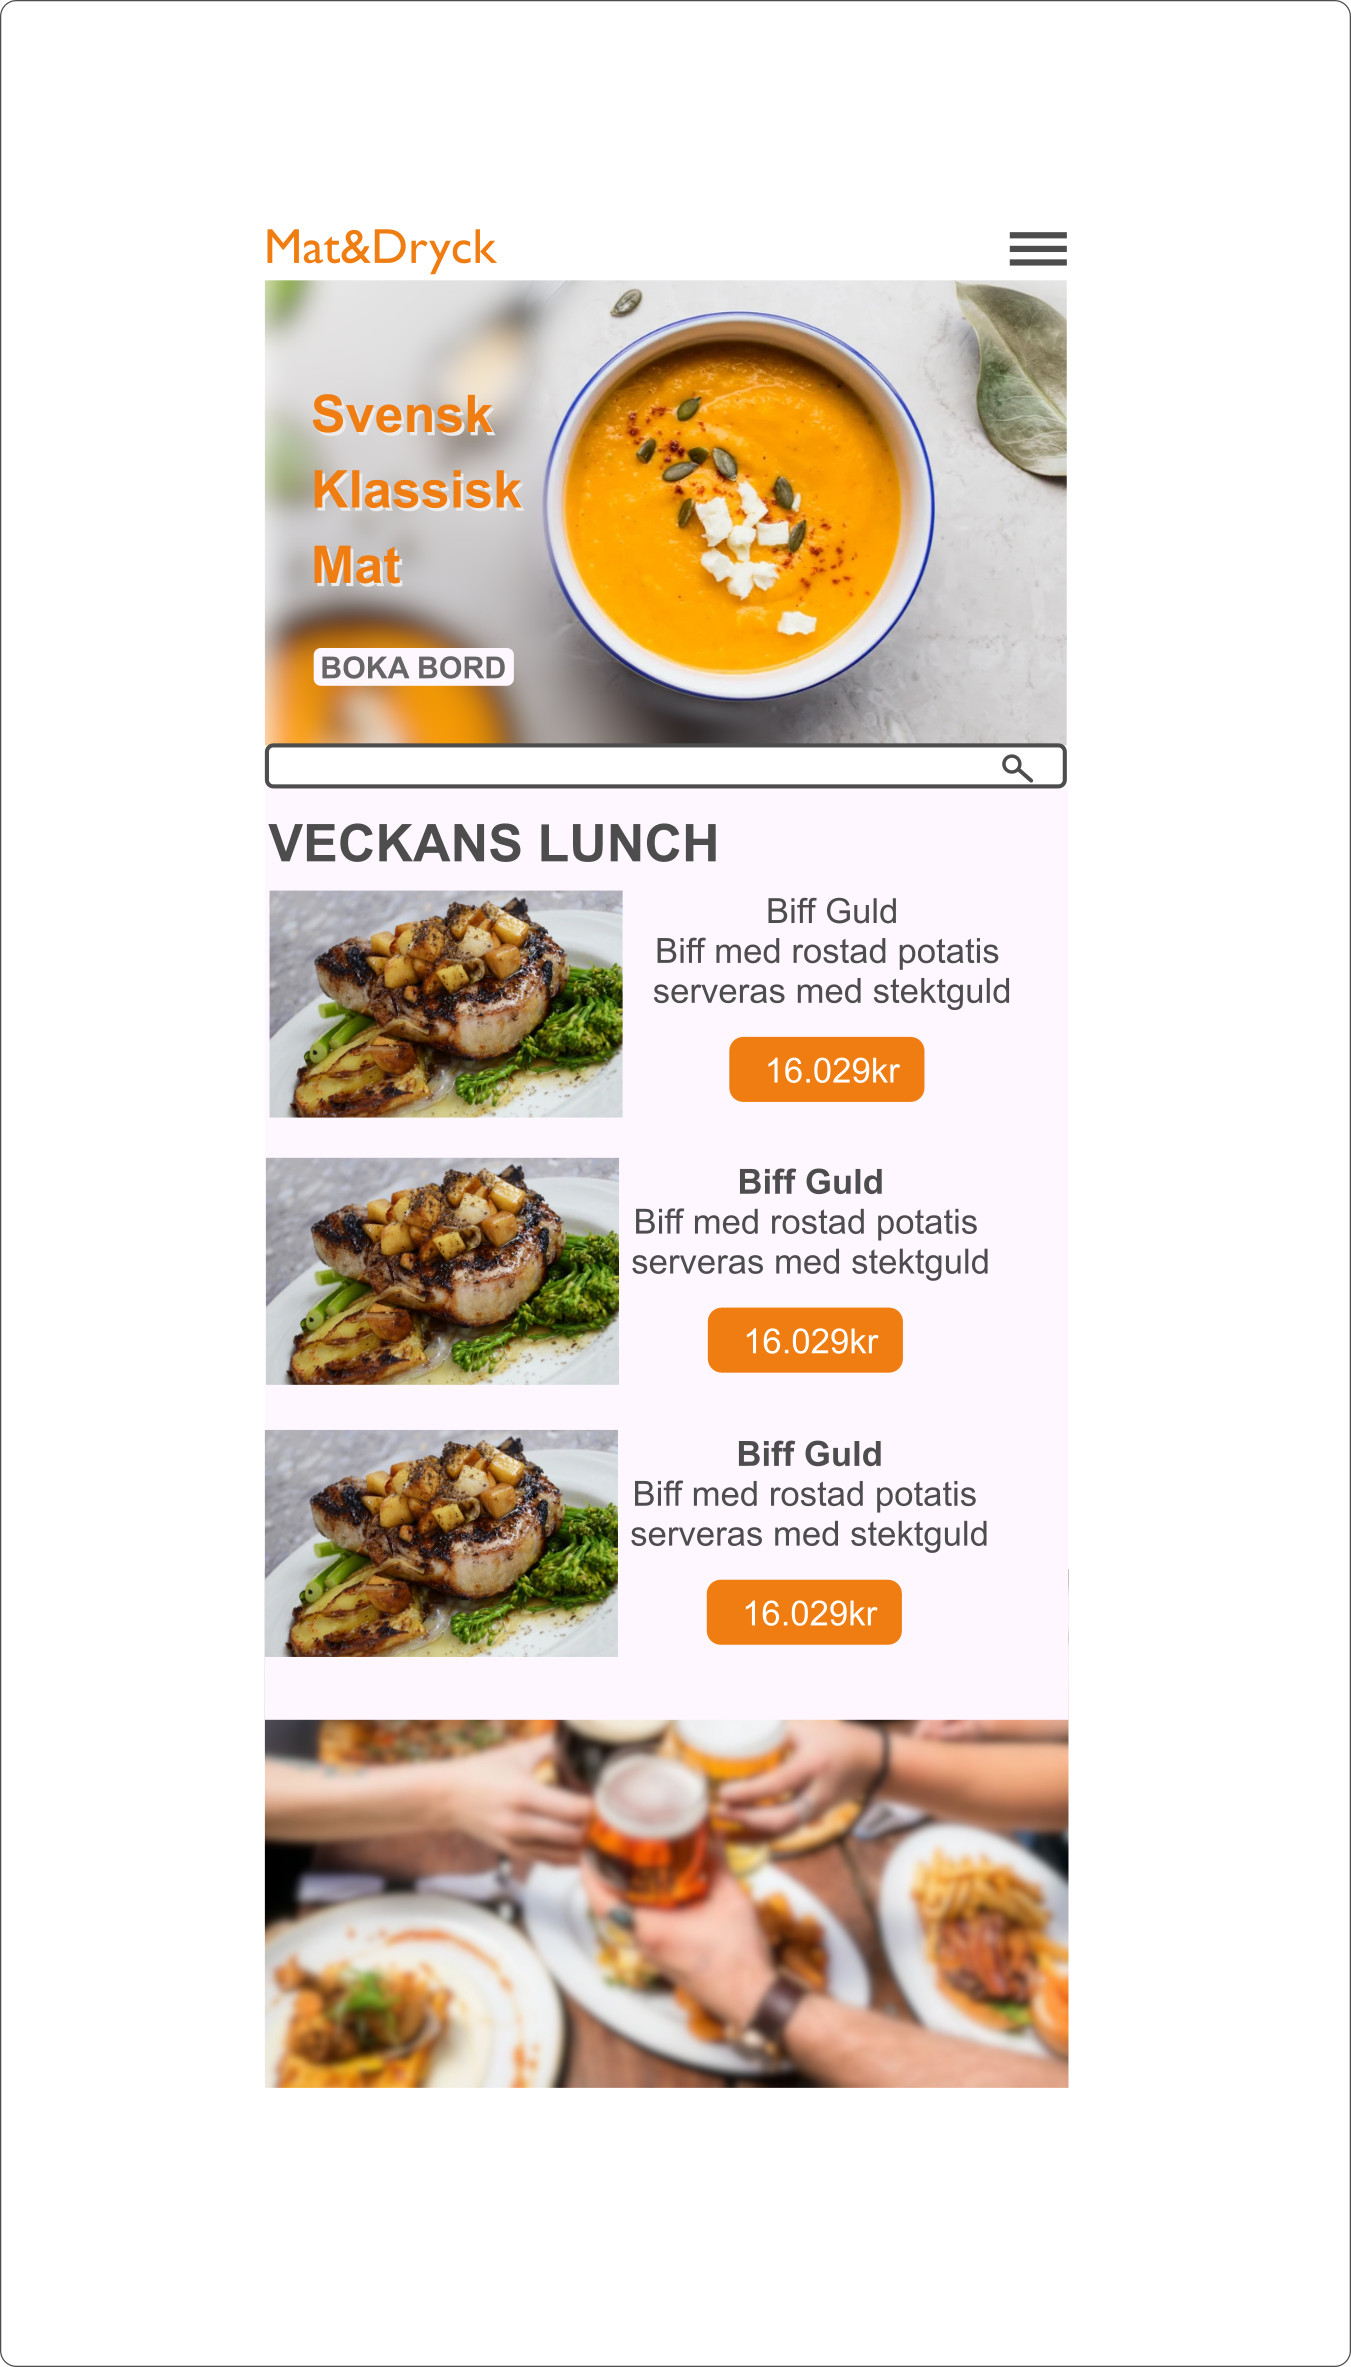 Mat&Dryck
Svensk
Klassisk
Mat
BOKA BORD
VECKANS LUNCH
Biff Guld
Biff med rostad potatis
serveras med stektguld
16.029kr
Biff Guld
Biff med rostad potatis
serveras med stektguld
16.029kr
Biff Guld
Biff med rostad potatis
serveras med stektguld
16.029kr